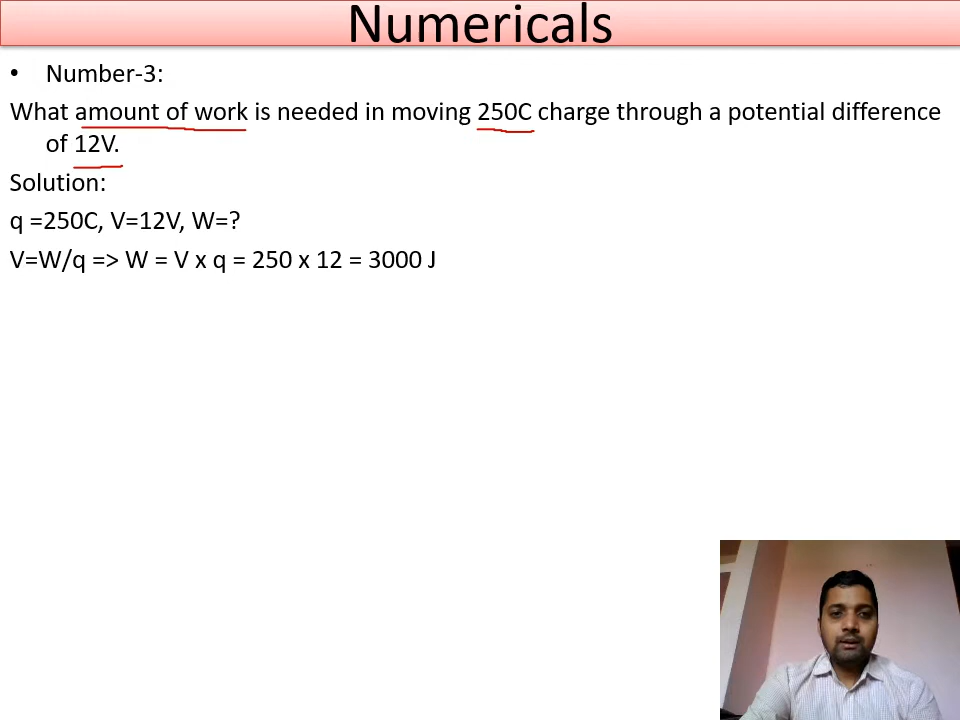 Numericals
• Number-3:
What amount of work is needed in moving 250C charge through a potential difference
of 12V.
Solution:
q =250C, V=12V, W=?
V=W/q => W = V x q = 250 x 12 = 3000 J